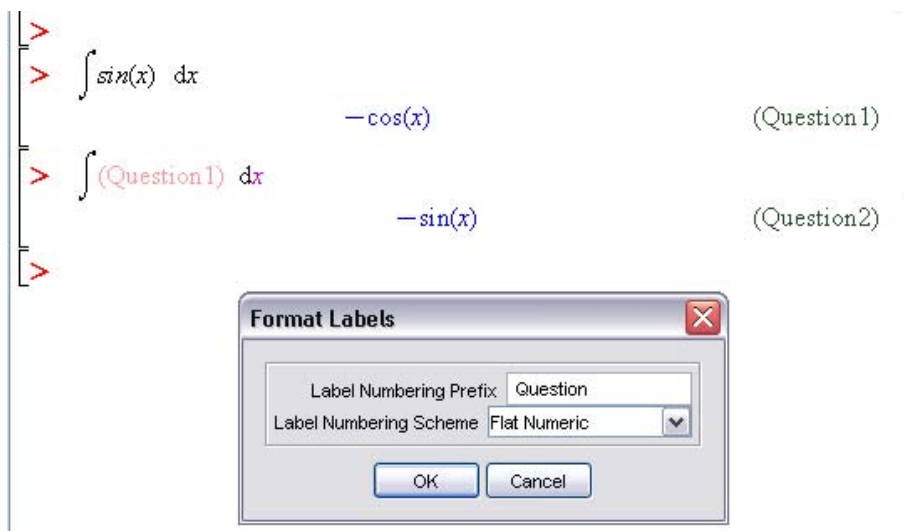 >
> ∫ sin(x) dx
−cos(x) (Question1)
> ∫ (Question1) dx
−sin(x) (Question2)
>
Format Labels
Label Numbering Prefix Question
Label Numbering Scheme Flat Numeric
OK Cancel